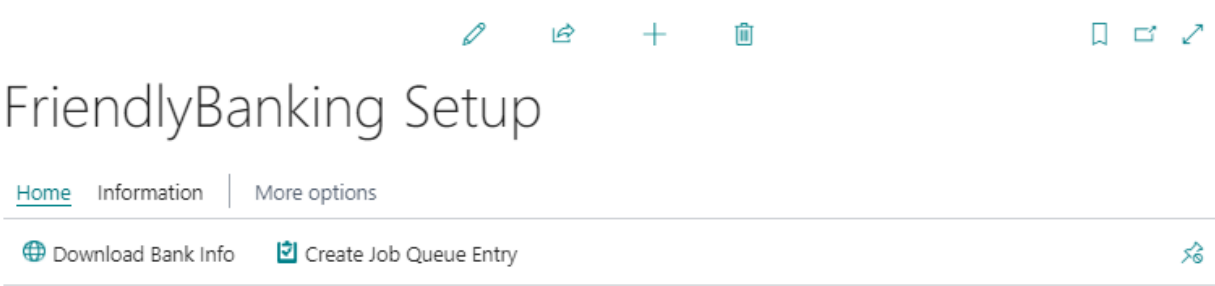 FriendlyBanking Setup
Home Information More options
Download Bank Info Create Job Queue Entry